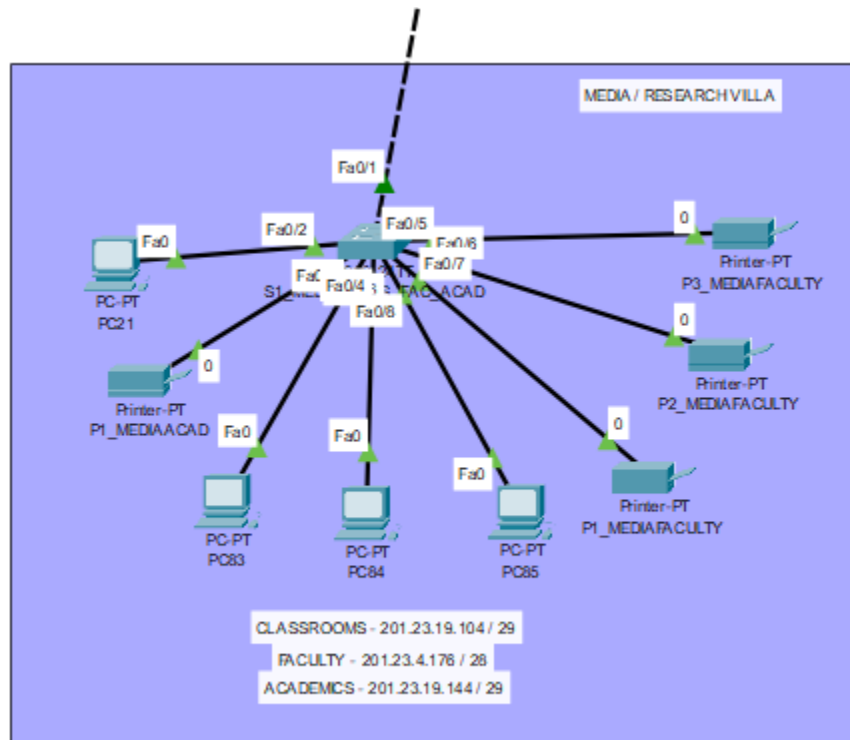 MEDIA / RESEARCH VILLA
Fa0/1
Fa0/5
0
Fa0
Fa0/2
Fa0/6
Printer-PT
P3_MEDIAFACULTY
Fa0/7
PC-PT
PC21
Fa0/4
FAC_ACAD
Fa0/8
0
0
Printer-PT
P2_MEDIAFACULTY
Printer-PT
P1_MEDIAACAD
Fa0
Fa0
0
Fa0
Printer-PT
P1_MEDIAFACULTY
PC-PT
PC83
PC-PT
PC84
PC-PT
PC85
CLASSROOMS - 201.23.19.104 / 29
FACULTY - 201.23.4.176 / 28
ACADEMICS - 201.23.19.144 / 29